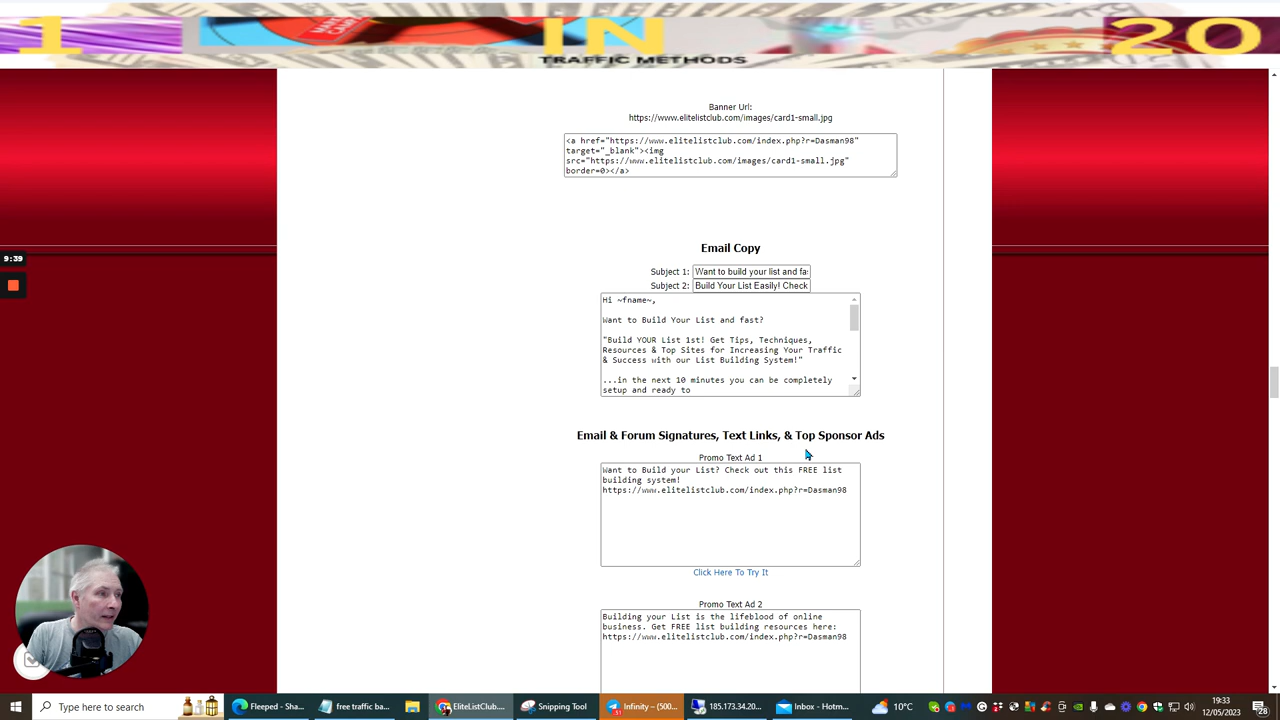 1 IN 20
TRAFFIC METHODS
Banner Url:
https://www.elitelistclub.com/images/card1-small.jpg
<a href="https://www.elitelistclub.com/index.php?r=Dasman98"
target="_blank"><img
src="https://www.elitelistclub.com/images/card1-small.jpg"
border=0></a>
Email Copy
Subject 1: Want to build your list and fas
Subject 2: Build Your List Easily! Check
9:39
Hi ~fname~,
Want to Build Your List and fast?
"Build YOUR List 1st! Get Tips, Techniques,
Resources & Top Sites for Increasing Your Traffic
& Success with our List Building System!"
...in the next 10 minutes you can be completely
setup and ready to
Email & Forum Signatures, Text Links, & Top Sponsor Ads
Promo Text Ad 1
Want to Build your List? Check out this FREE list
building system!
https://www.elitelistclub.com/index.php?r=Dasman98
Click Here To Try It
Promo Text Ad 2
Building your List is the lifeblood of online
business. Get FREE list building resources here:
https://www.elitelistclub.com/index.php?r=Dasman98
Type here to search
Fleeped - Sha...
free traffic ba...
EliteListClub....
Snipping Tool
Infinity – (500...
185.173.34.20...
Inbox - Hotm...
10°C
19:33
12/05/2023